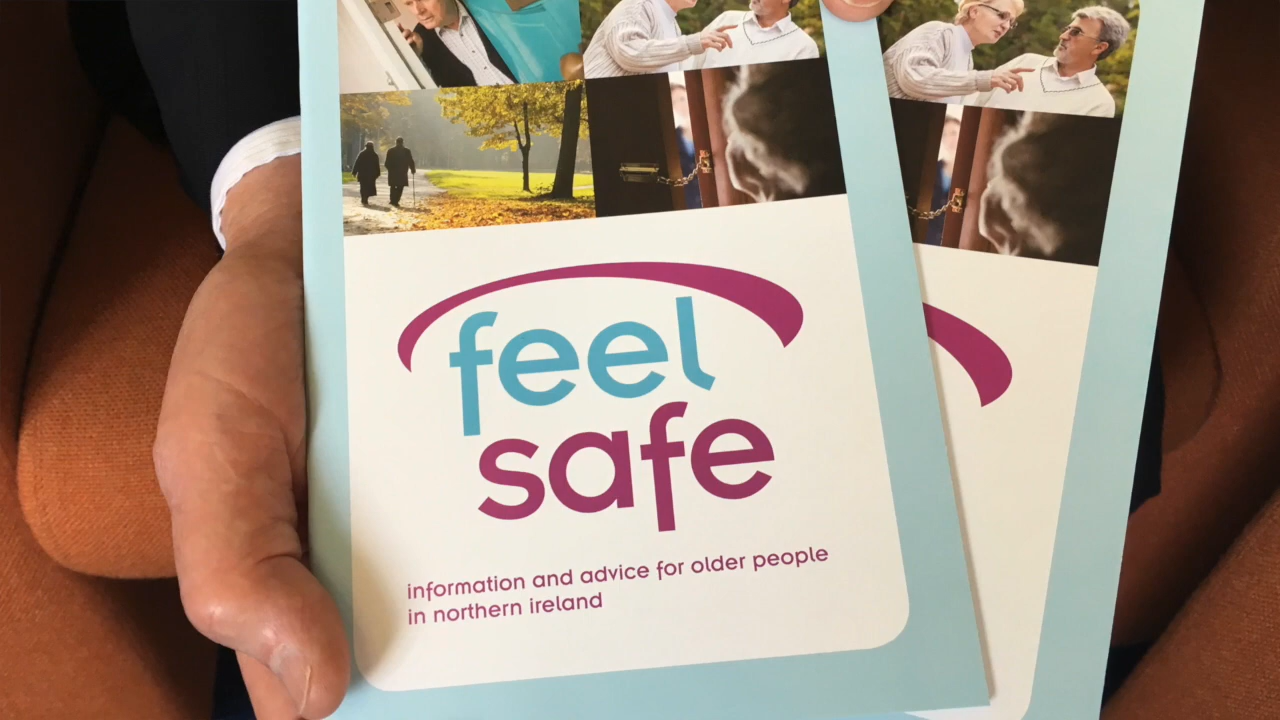 feel
safe
information and advice for older people
in northern ireland